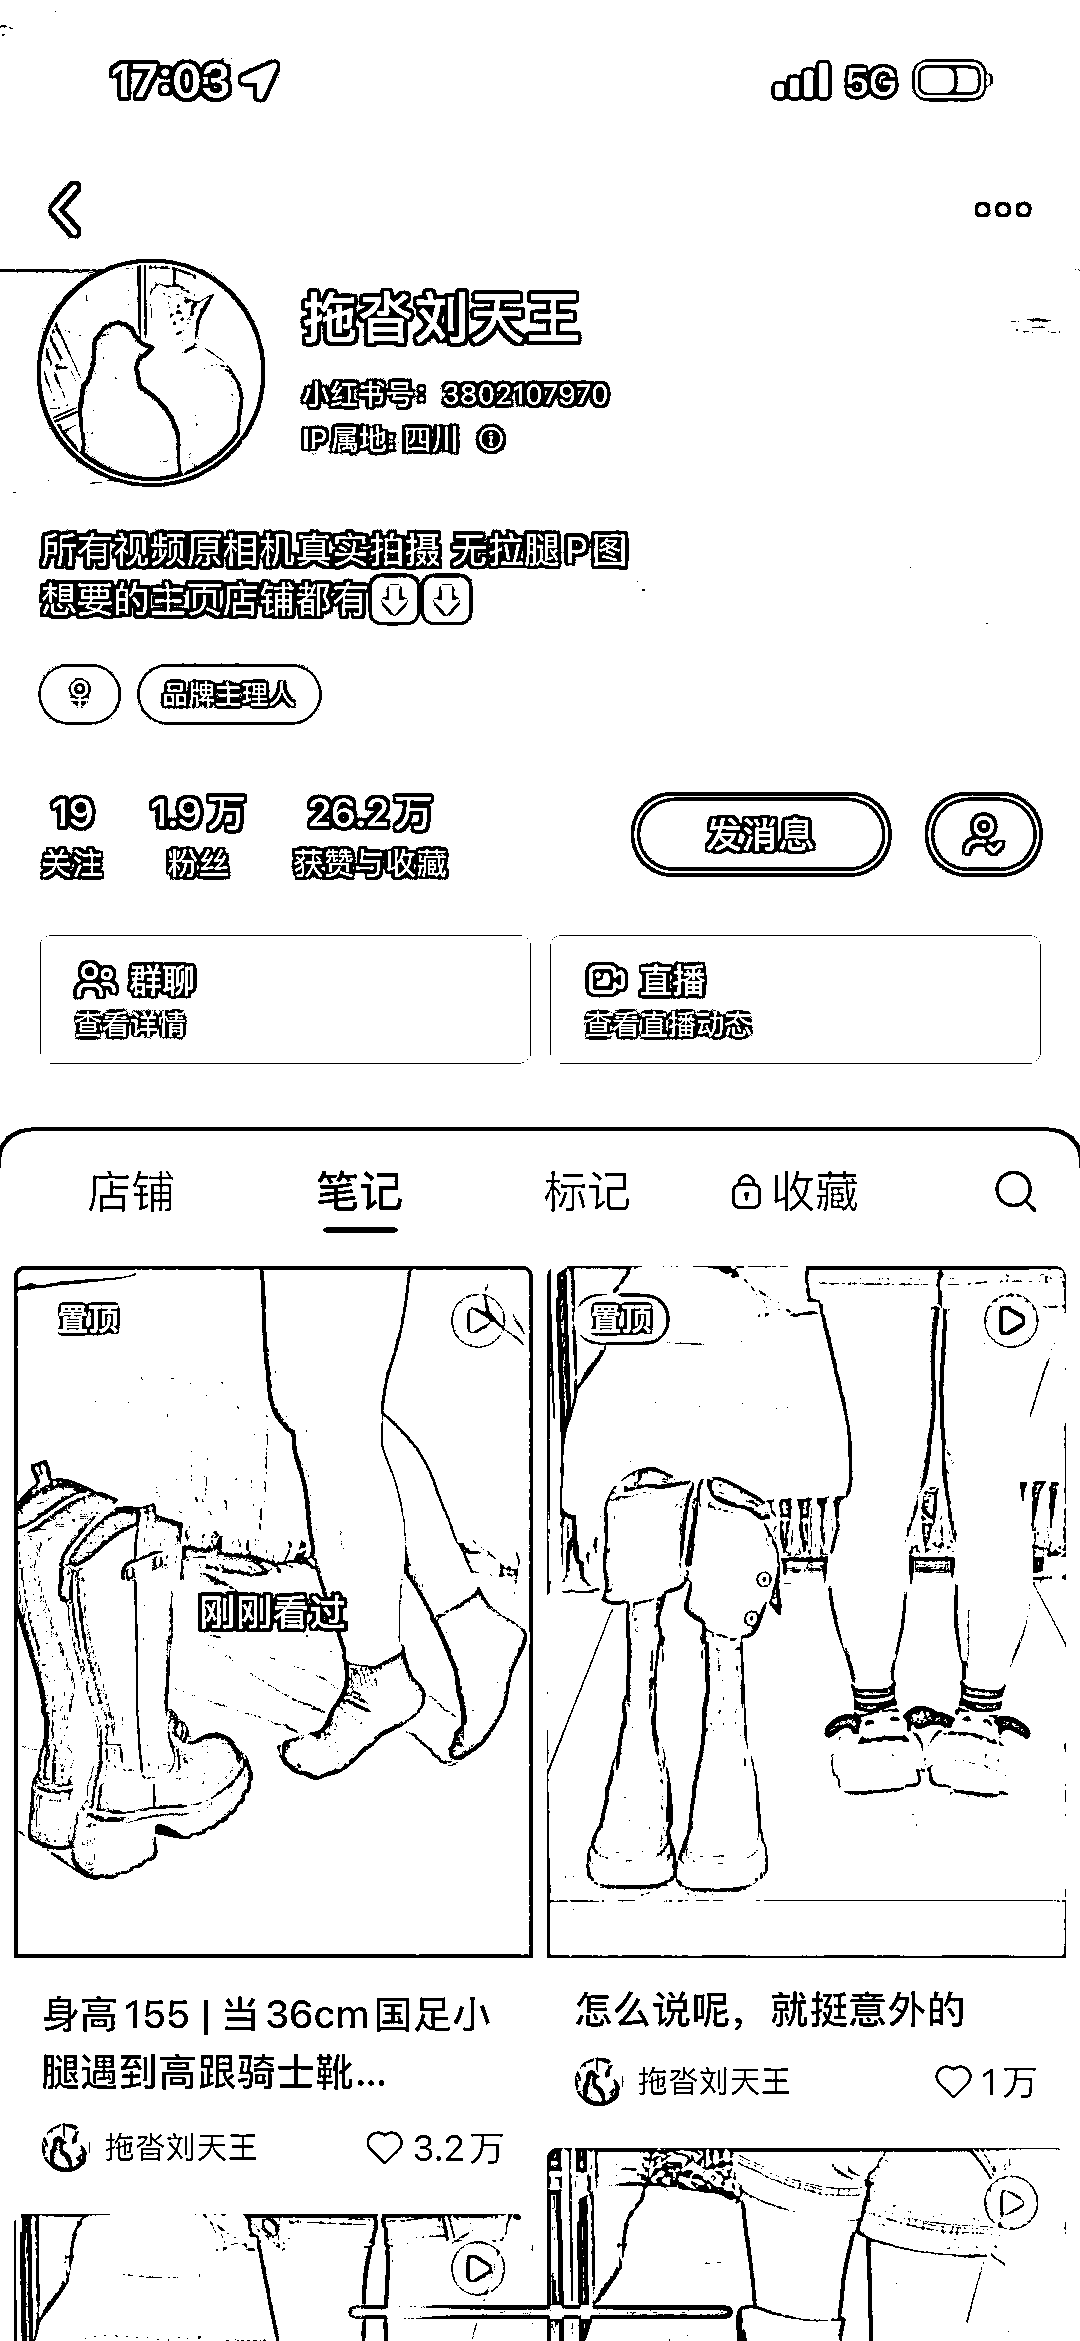 17:03
5G
拖沓刘天王
小红书号：3802107970
IP属地：四川
所有视频原相机真实拍摄 无拉腿P图
想要的主页店铺都有⬇️⬇️
品牌主理人
19 关注
1.9万 粉丝
26.2万 获赞与收藏
发消息
群聊
查看详情
直播
查看直播动态
店铺 笔记 标记 收藏
置顶
刚刚看过
身高155 | 当36cm国足小
腿遇到高跟骑士靴...
拖沓刘天王 3.2万
置顶
怎么说呢，就挺意外的
拖沓刘天王 1万